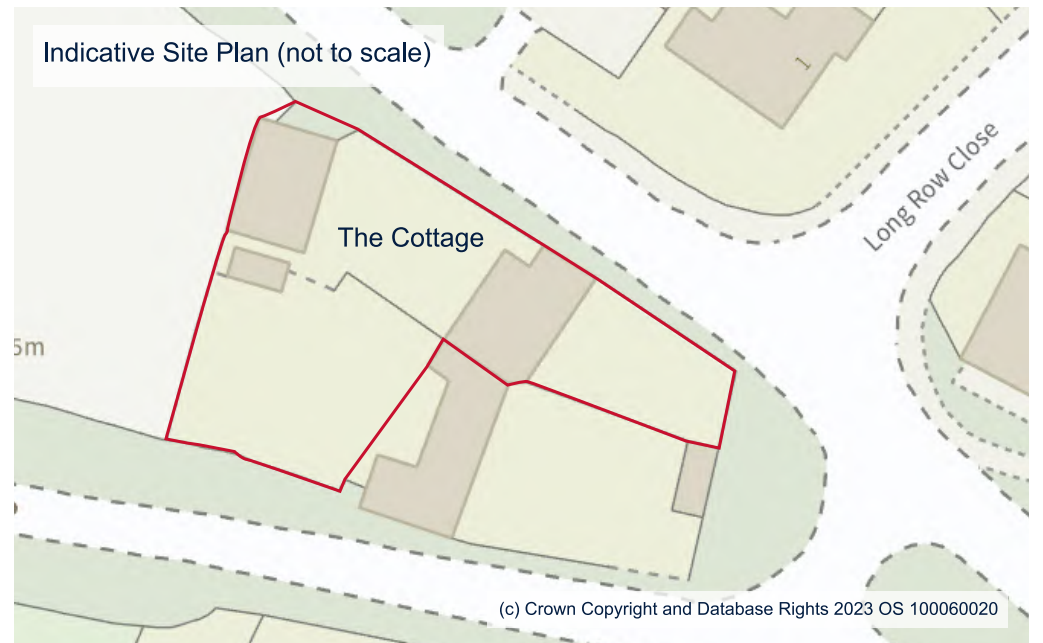 Indicative Site Plan (not to scale)
1
Long Row Close
The Cottage
5m
(c) Crown Copyright and Database Rights 2023 OS 100060020